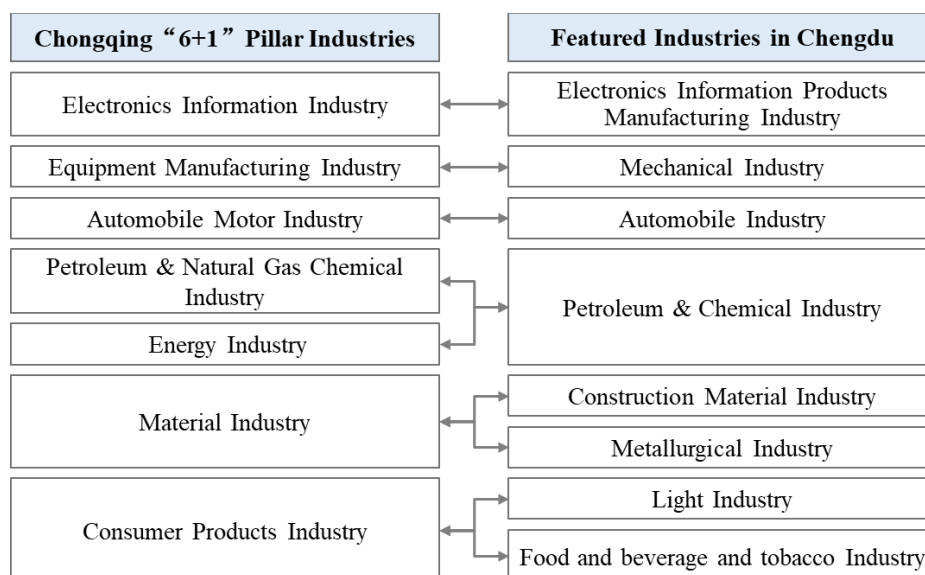 Chongqing “6+1” Pillar Industries
Featured Industries in Chengdu
Electronics Information Industry
Electronics Information Products
Manufacturing Industry
Equipment Manufacturing Industry
Mechanical Industry
Automobile Motor Industry
Automobile Industry
Petroleum & Natural Gas Chemical
Industry
Petroleum & Chemical Industry
Energy Industry
Material Industry
Construction Material Industry
Metallurgical Industry
Consumer Products Industry
Light Industry
Food and beverage and tobacco Industry